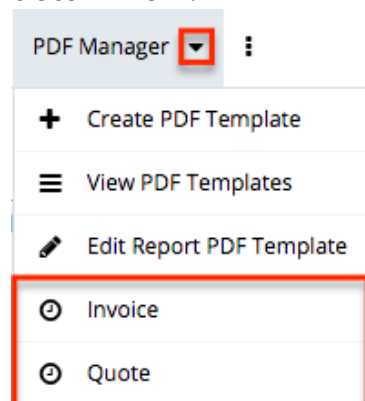 PDF Manager
Create PDF Template
View PDF Templates
Edit Report PDF Template
Invoice
Quote